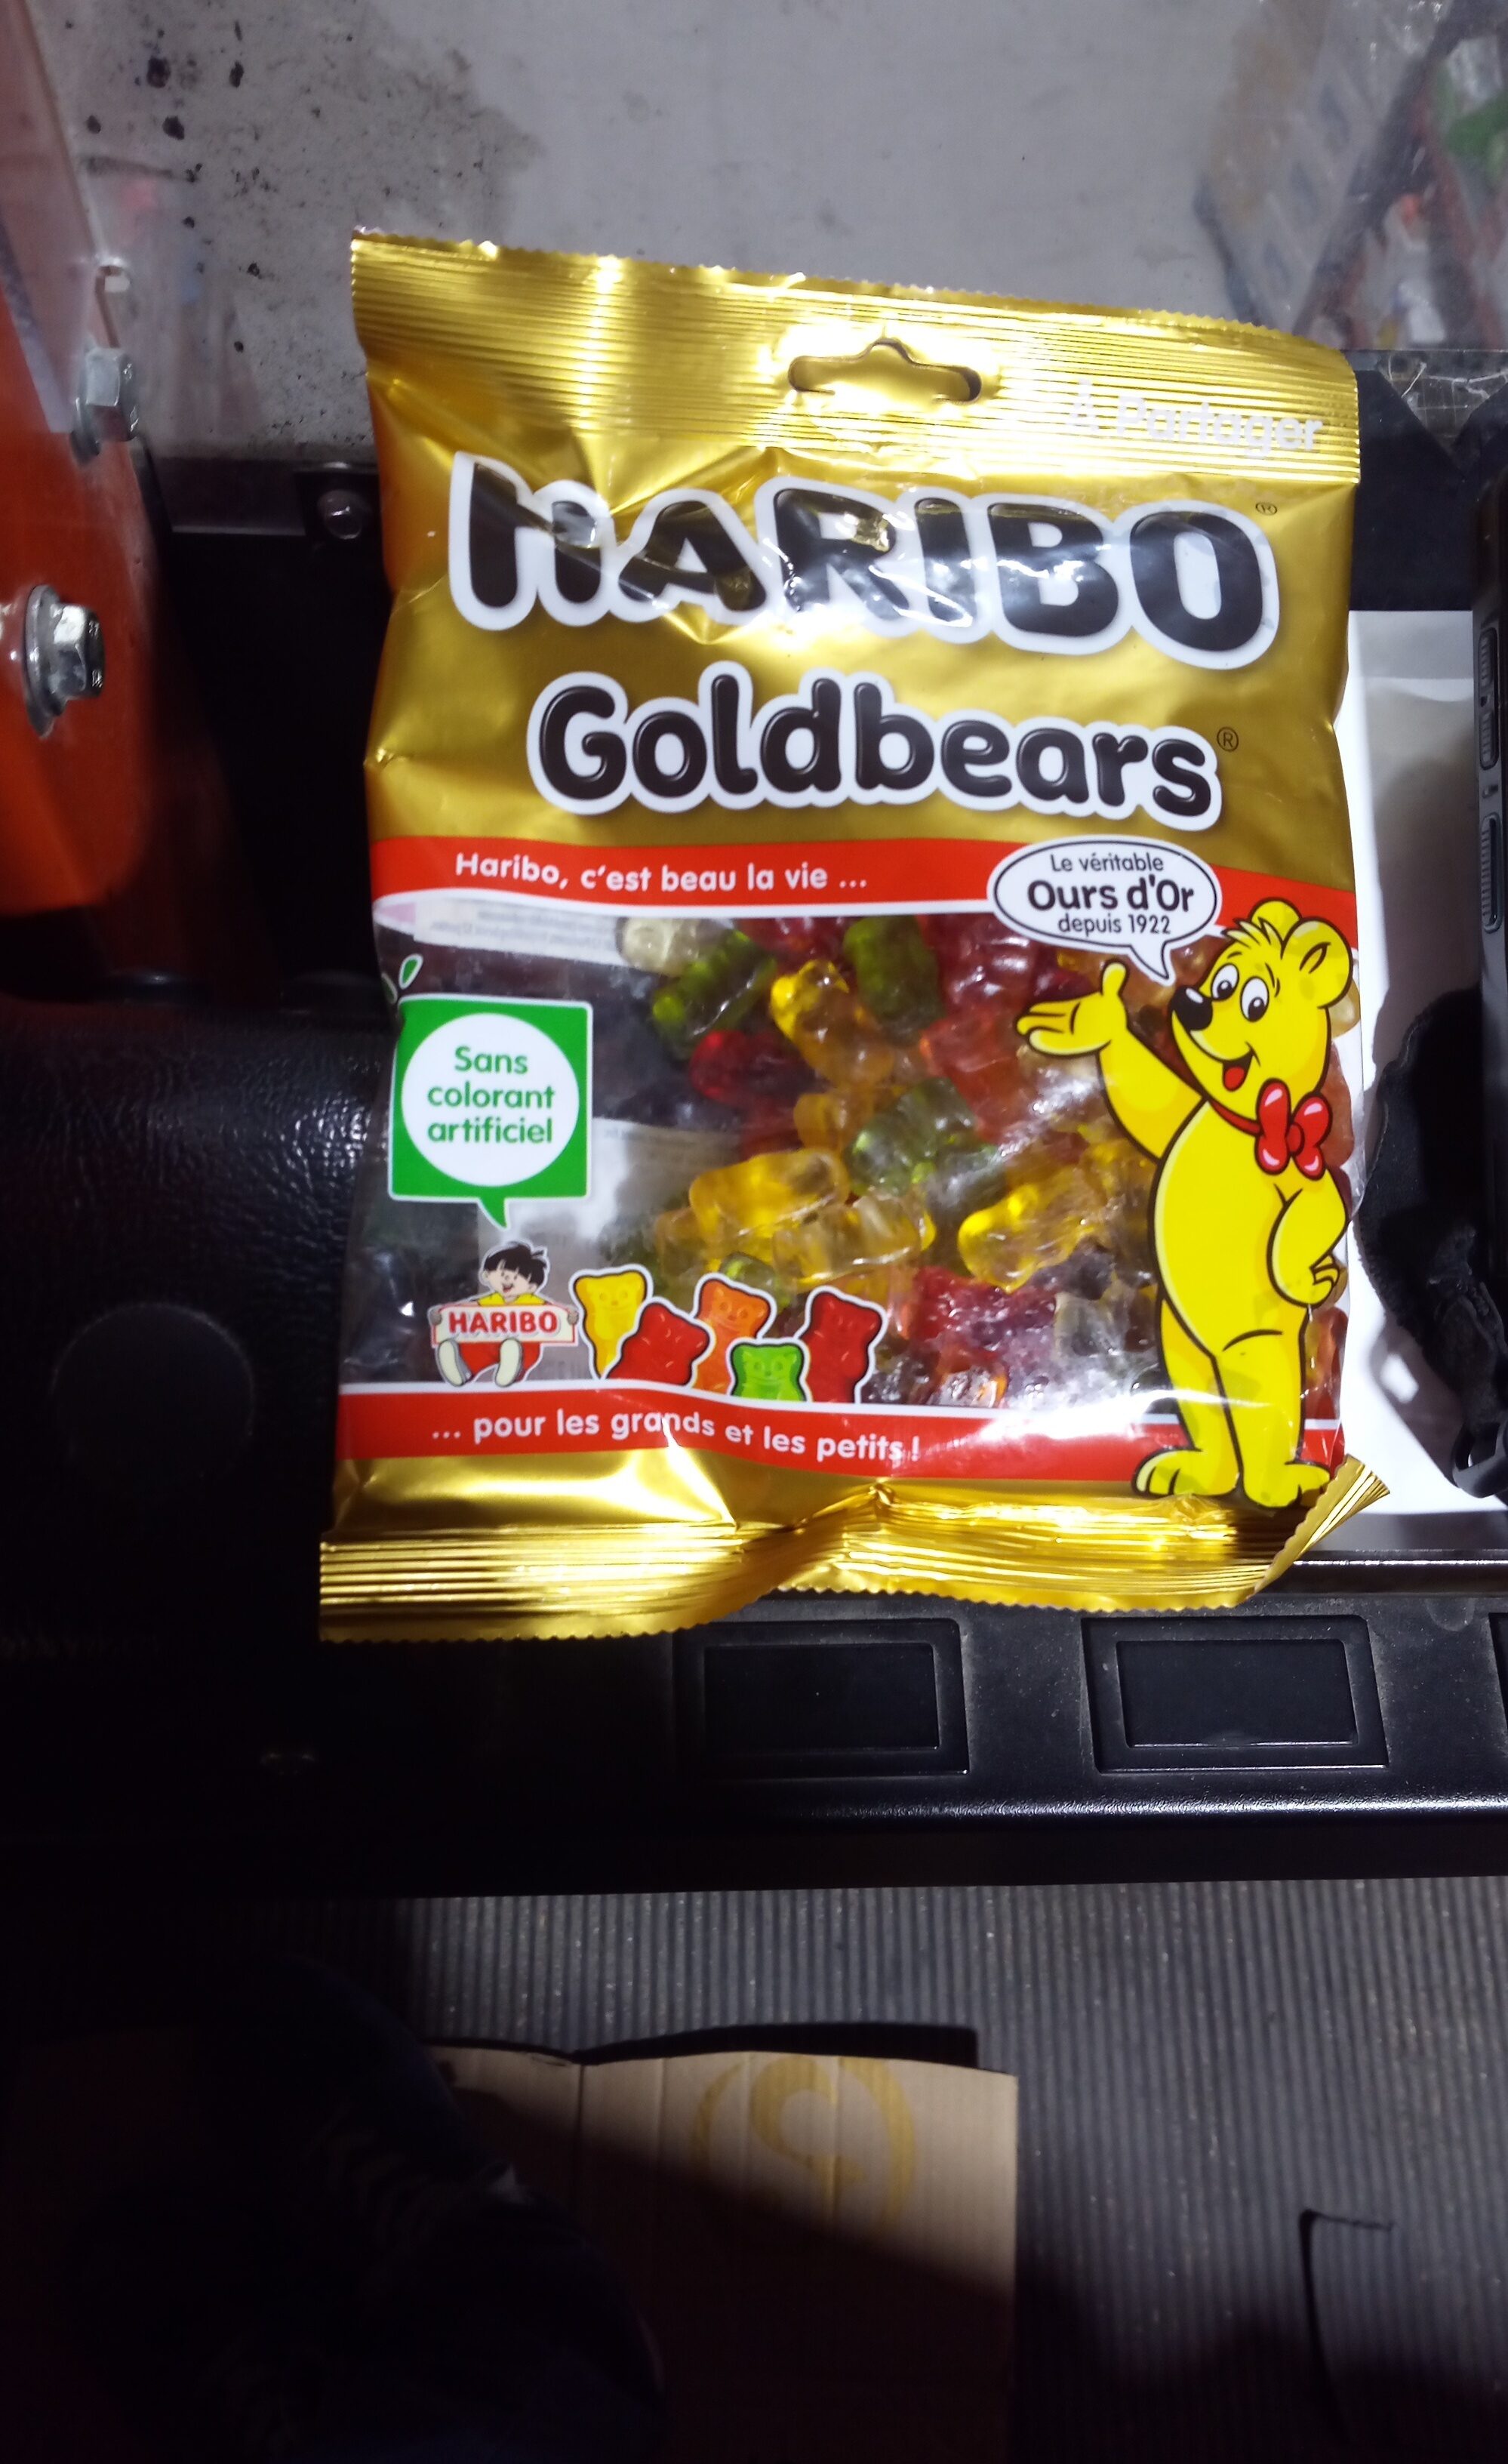 À Partager
HARIBO®
Goldbears®
Haribo, c'est beau la vie ...
Le véritable
Ours d'Or
depuis 1922
Sans
colorant
artificiel
HARIBO
... pour les grands et les petits !